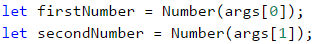 let firstNumber = Number(args[0]);
let secondNumber = Number(args[1]);